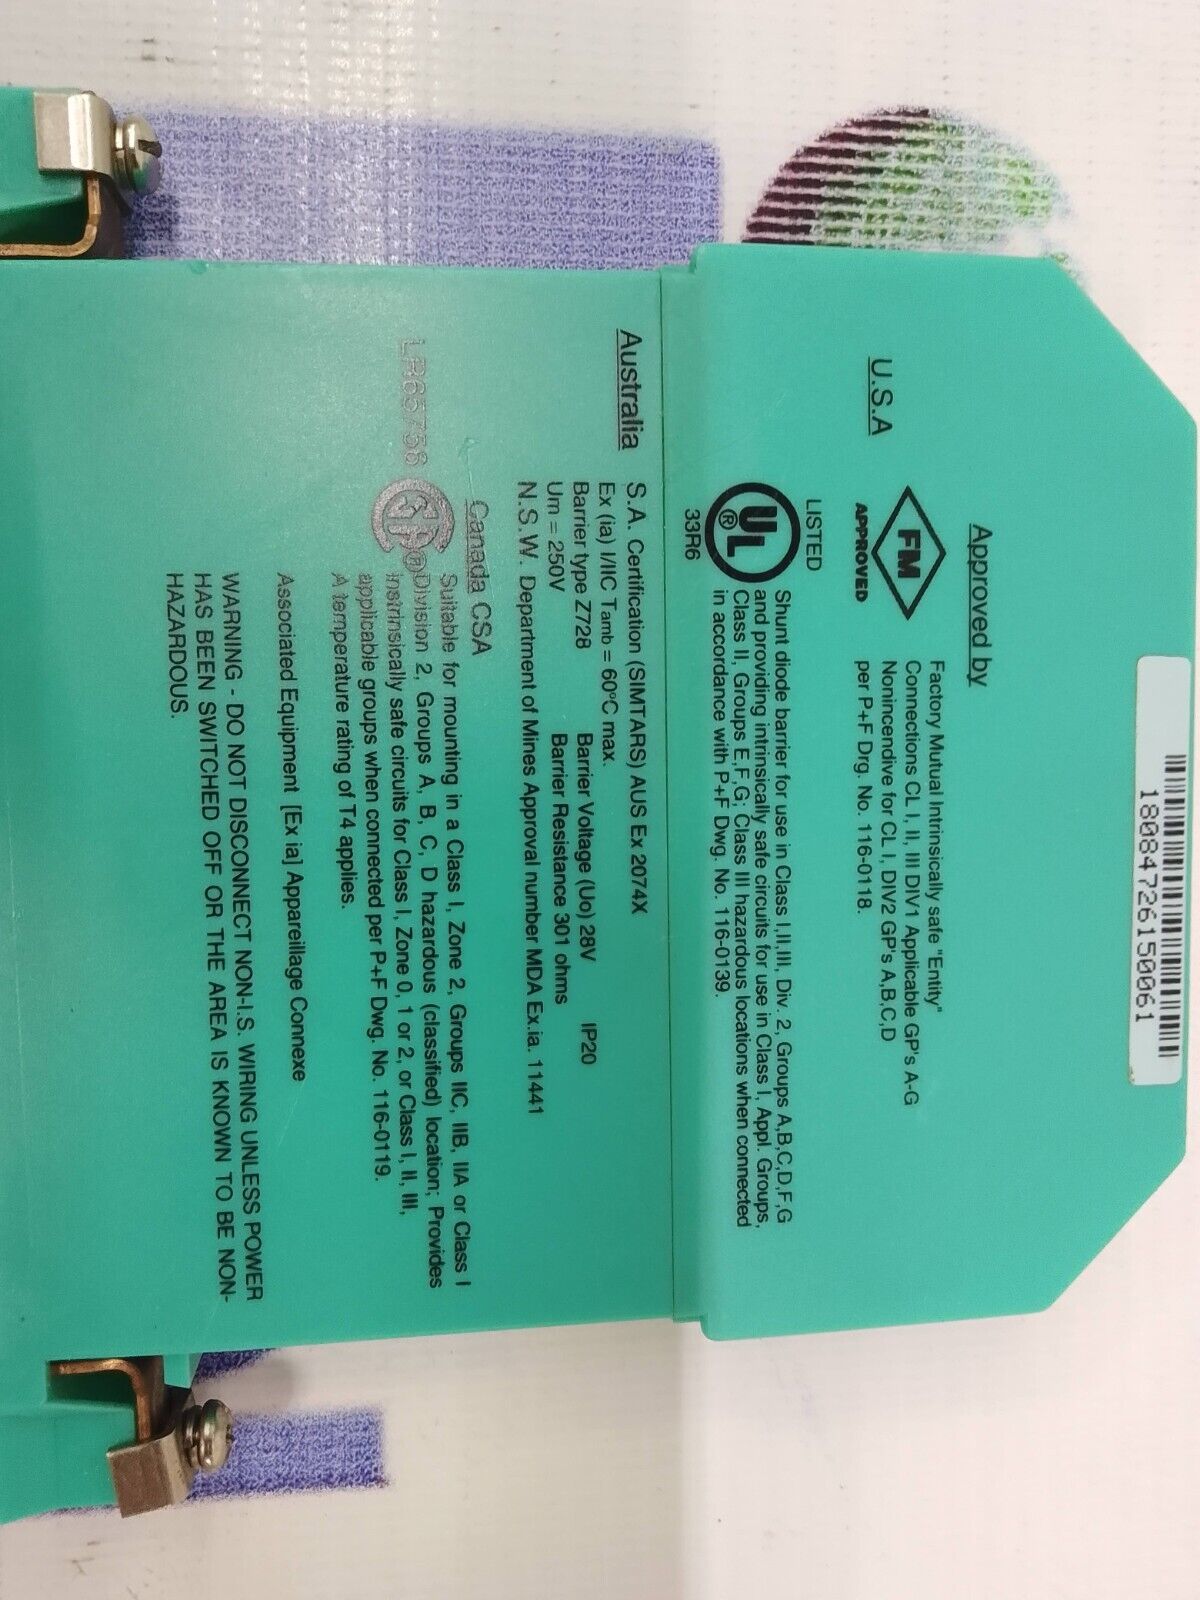 18084726150061
Approved by
U.S.A
FM
APPROVED
Factory Mutual Intrinsically safe "Entity"
Connections CL I, II, III DIV1 Applicable GP's A-G
Nonincendive for CL I, DIV2 GP's A,B,C,D
per P+F Drg. No. 116-0118.
LISTED
UL
®
33R6
Shunt diode barrier for use in Class I,II,III, Div. 2, Groups A,B,C,D,F,G
and providing intrinsically safe circuits for use in Class I, Appl. Groups,
Class II, Groups E,F,G; Class III hazardous locations when connected
in accordance with P+F Dwg. No. 116-0139.
Australia
S.A. Certification (SIMTARS) AUS Ex 2074X
Ex (ia) I/IIC Tamb = 60°C max.
Barrier type Z728 Barrier Voltage (Uo) 28V IP20
Um = 250V Barrier Resistance 301 ohms
N.S.W. Department of Mines Approval number MDA Ex.ia. 11441
Canada CSA
LR65756
®
Suitable for mounting in a Class I, Zone 2, Groups IIC, IIB, IIA or Class I
Division 2, Groups A, B, C, D hazardous (classified) location; Provides
instrinsically safe circuits for Class I, Zone 0, 1 or 2, or Class I, II, III,
applicable groups when connected per P+F Dwg. No. 116-0119.
A temperature rating of T4 applies.
Associated Equipment [Ex ia] Appareillage Connexe
WARNING - DO NOT DISCONNECT NON-I.S. WIRING UNLESS POWER
HAS BEEN SWITCHED OFF OR THE AREA IS KNOWN TO BE NON-
HAZARDOUS.